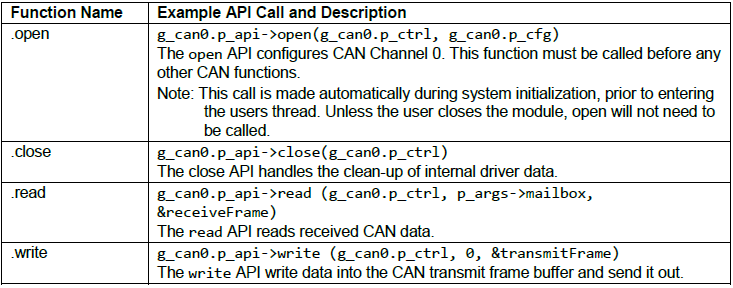 Function Name Example API Call and Description
.open g_can0.p_api->open(g_can0.p_ctrl, g_can0.p_cfg)
The open API configures CAN Channel 0. This function must be called before any
other CAN functions.
Note: This call is made automatically during system initialization, prior to entering
the users thread. Unless the user closes the module, open will not need to
be called.
.close g_can0.p_api->close(g_can0.p_ctrl)
The close API handles the clean-up of internal driver data.
.read g_can0.p_api->read (g_can0.p_ctrl, p_args->mailbox,
&receiveFrame)
The read API reads received CAN data.
.write g_can0.p_api->write (g_can0.p_ctrl, 0, &transmitFrame)
The write API write data into the CAN transmit frame buffer and send it out.